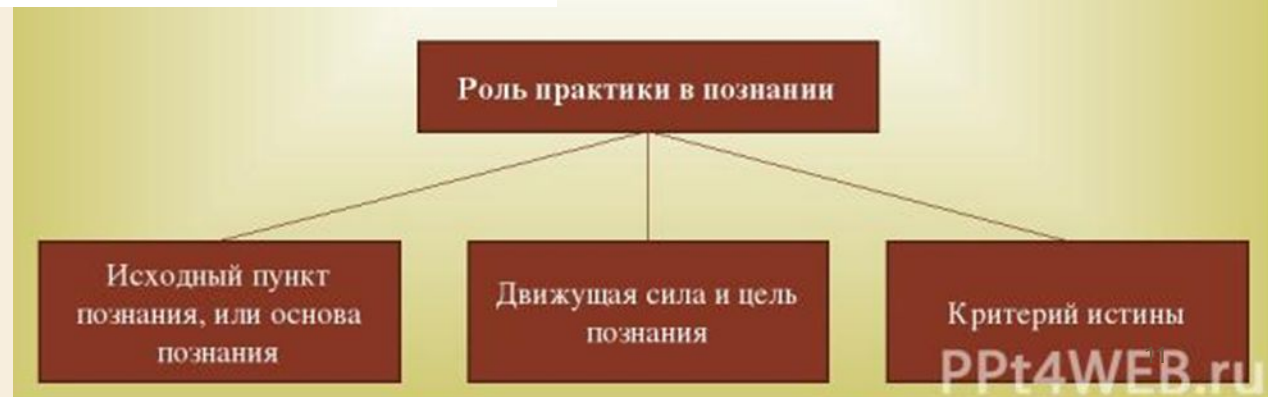 Роль практики в познании
Исходный пункт
познания, или основа
познания
Движущая сила и цель
познания
Критерий истины
PPt4WEB.ru